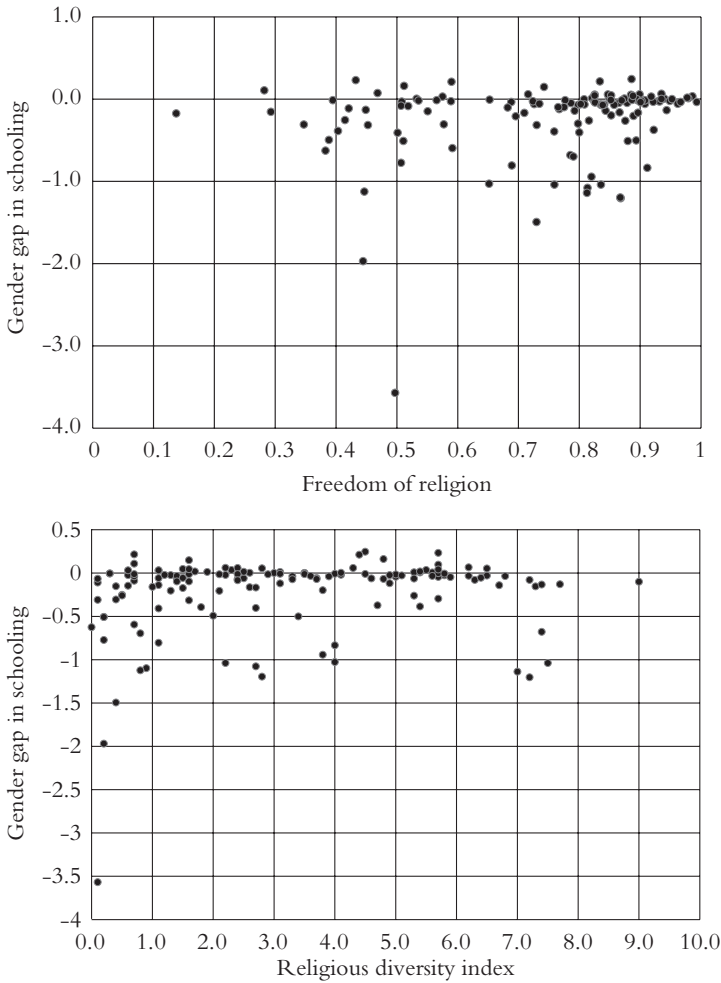 1.0
0.0
-1.0
-2.0
-3.0
-4.0
Gender gap in schooling
0 0.1 0.2 0.3 0.4 0.5 0.6 0.7 0.8 0.9 1
Freedom of religion
0.5
0
-0.5
-1
-1.5
-2
-2.5
-3
-3.5
-4
Gender gap in schooling
0.0 1.0 2.0 3.0 4.0 5.0 6.0 7.0 8.0 9.0 10.0
Religious diversity index